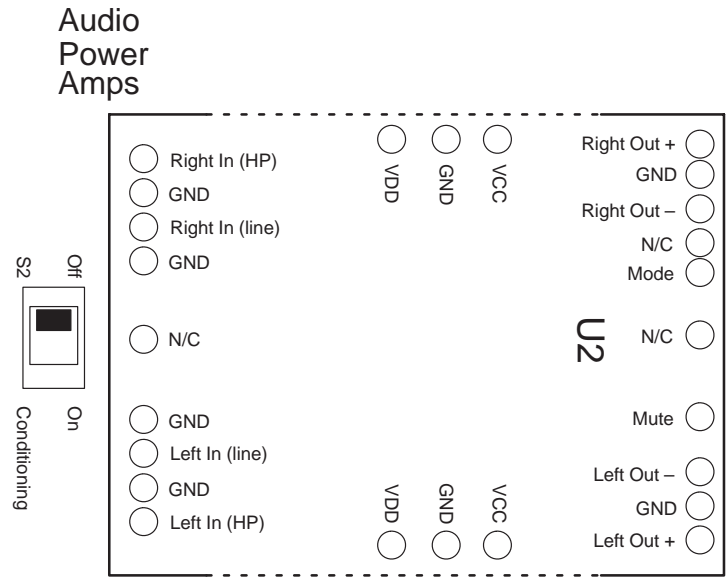 Audio
Power
Amps
Right In (HP)
GND
Right In (line)
GND
N/C
GND
Left In (line)
GND
Left In (HP)
VDD
GND
VCC
VDD
GND
VCC
Right Out +
GND
Right Out –
N/C
Mode
N/C
Mute
Left Out –
GND
Left Out +
U2
S2
Off
On
Conditioning